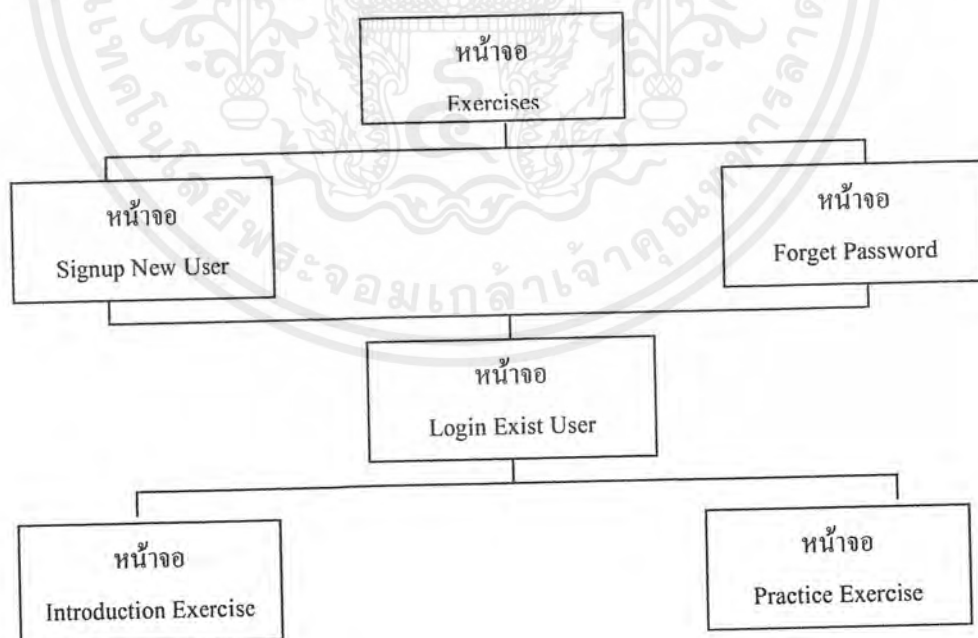 หน้าจอ
Exercises
หน้าจอ
Signup New User
หน้าจอ
Forget Password
หน้าจอ
Login Exist User
หน้าจอ
Introduction Exercise
หน้าจอ
Practice Exercise